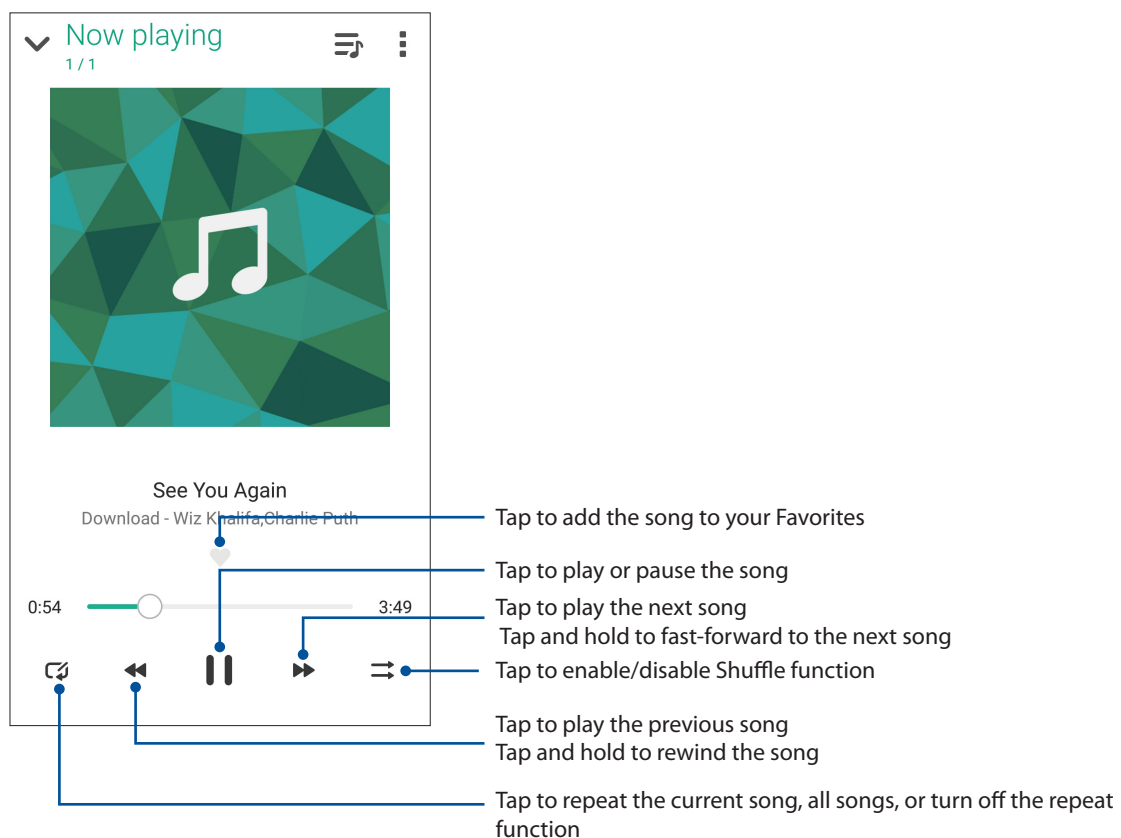 Now playing
1 / 1
See You Again
Download - Wiz Khalifa,Charlie Puth
Tap to add the song to your Favorites
Tap to play or pause the song
0:54
3:49
Tap to play the next song
Tap and hold to fast-forward to the next song
Tap to enable/disable Shuffle function
Tap to play the previous song
Tap and hold to rewind the song
Tap to repeat the current song, all songs, or turn off the repeat
function